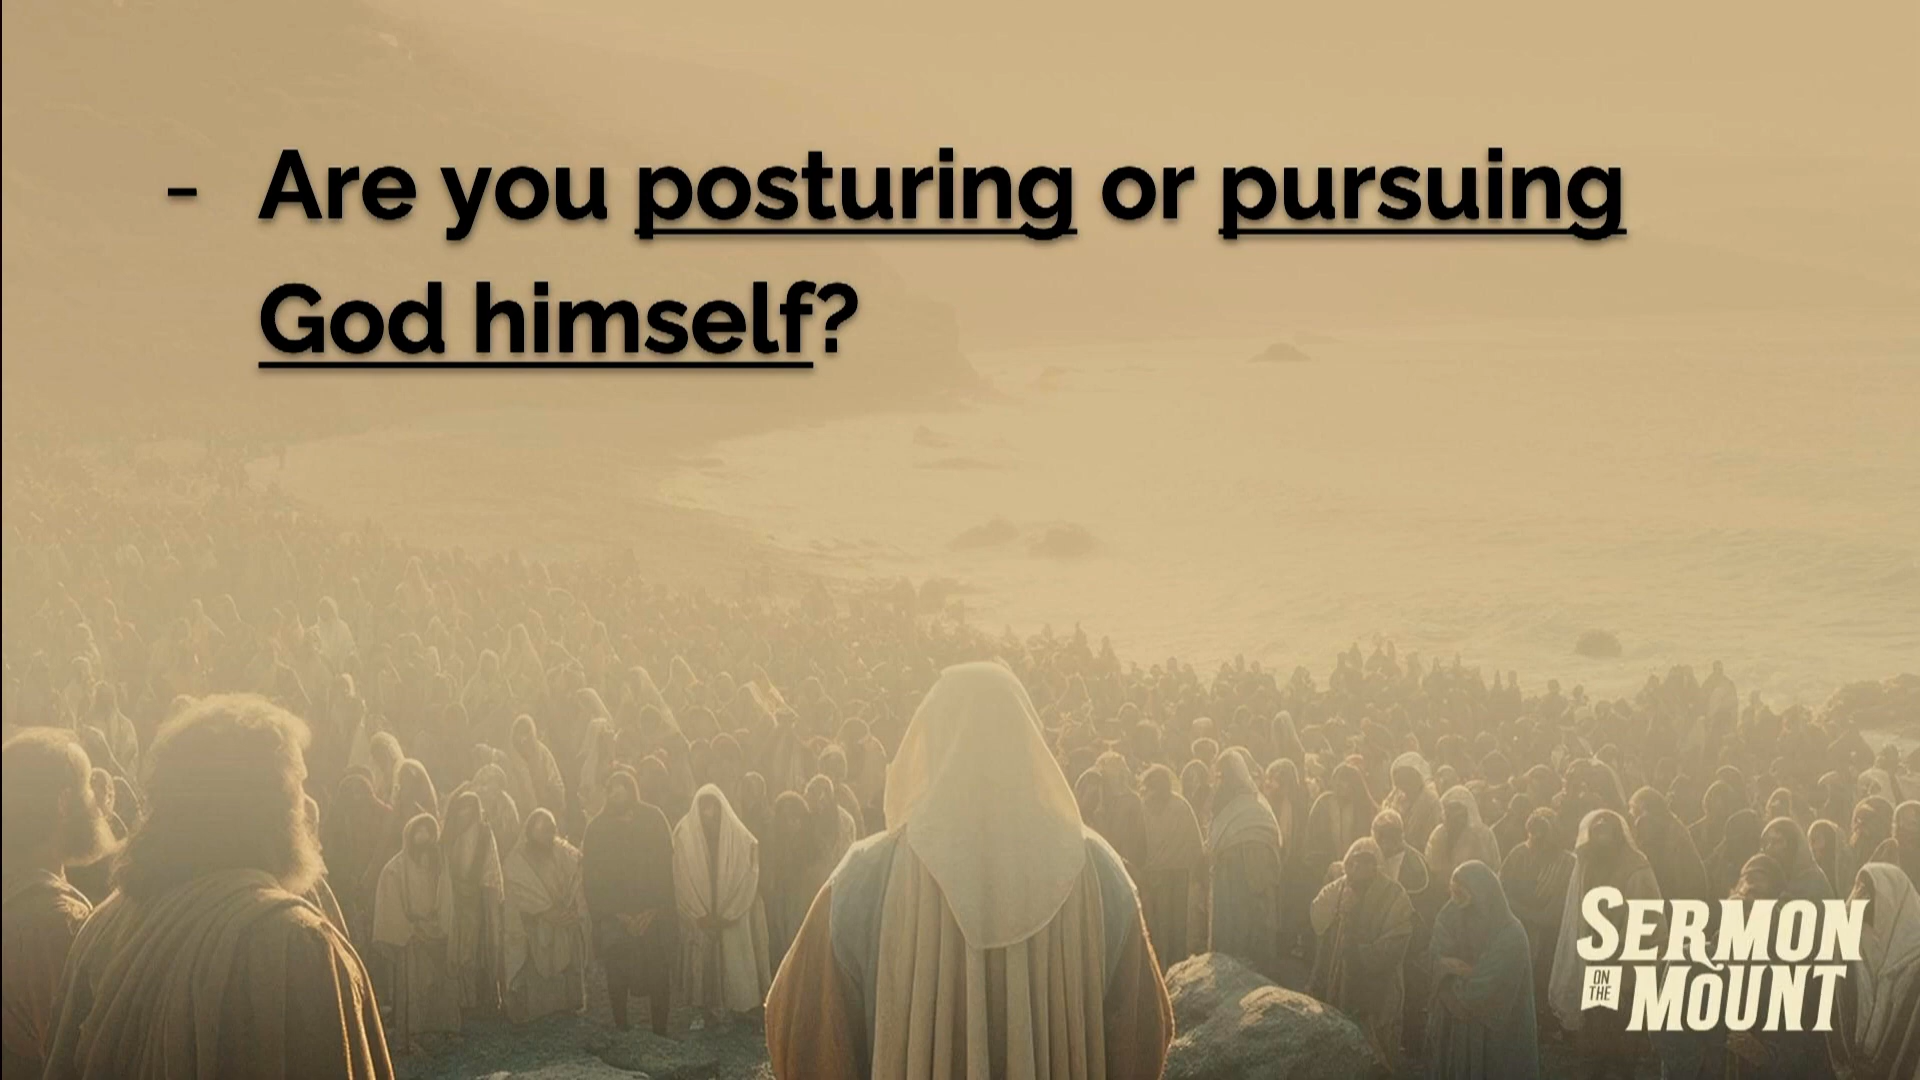 - Are you posturing or pursuing
God himself?
SERMON
ON THE
MOUNT